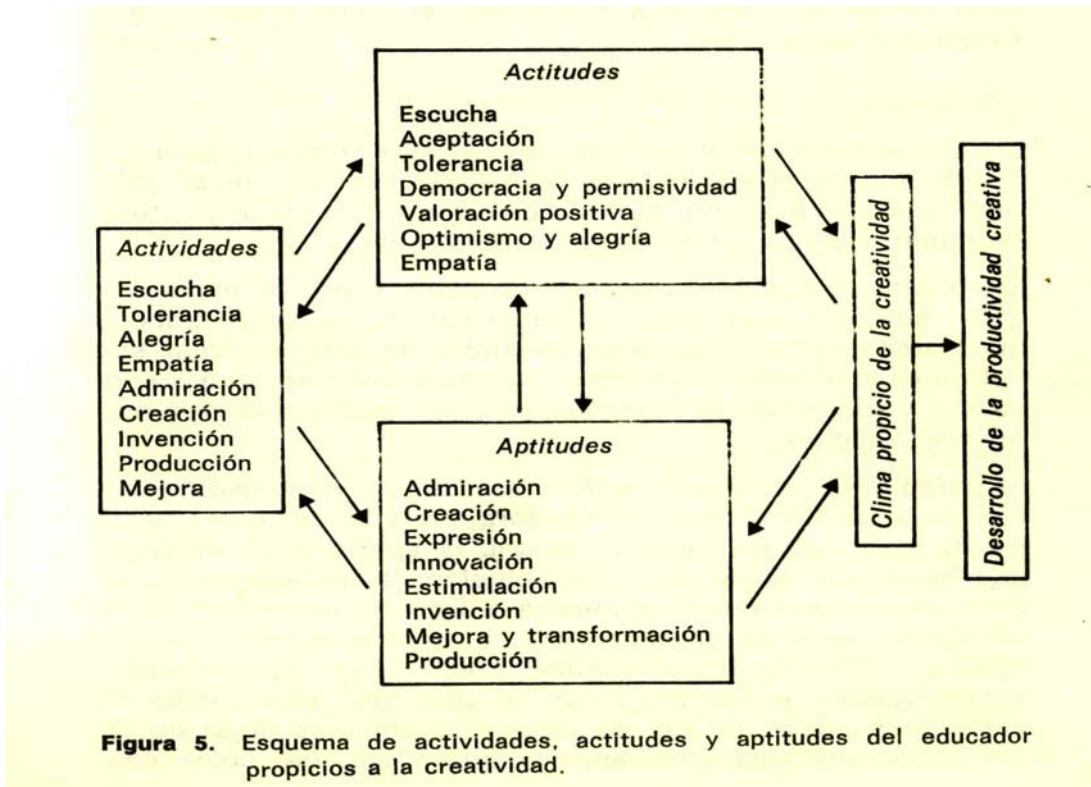 Actitudes
Escucha
Aceptación
Tolerancia
Democracia y permisividad
Valoración positiva
Optimismo y alegría
Empatía
Actividades
Escucha
Tolerancia
Alegría
Empatía
Admiración
Creación
Invención
Producción
Mejora
Aptitudes
Admiración
Creación
Expresión
Innovación
Estimulación
Invención
Mejora y transformación
Producción
Clima propicio de la creatividad
Desarrollo de la productividad creativa
Figura 5. Esquema de actividades, actitudes y aptitudes del educador
propicios a la creatividad.